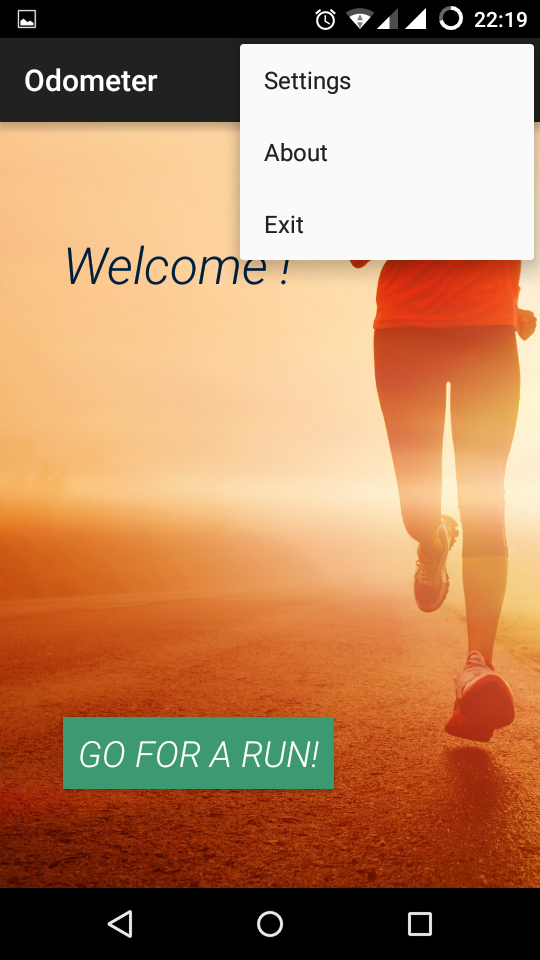 22:19
Odometer
Settings
About
Exit
Welcome !
GO FOR A RUN!